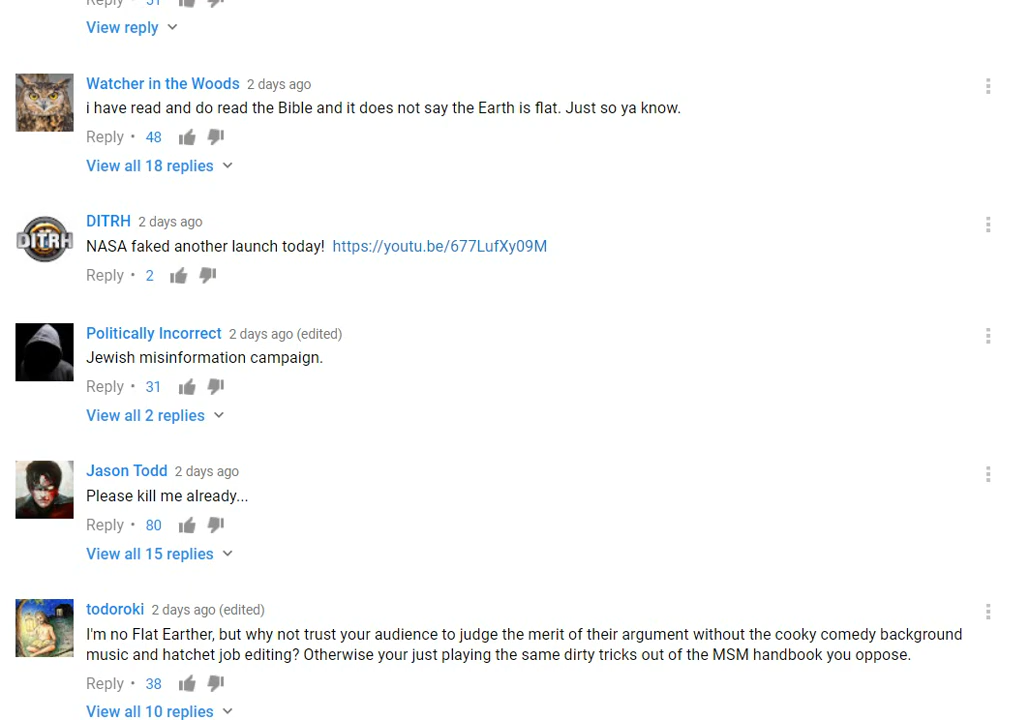 Reply • 51
View reply
Watcher in the Woods 2 days ago
i have read and do read the Bible and it does not say the Earth is flat. Just so ya know.
Reply • 48
View all 18 replies
DITRH 2 days ago
DITRH
NASA faked another launch today! https://youtu.be/677LufXy09M
Reply • 2
Politically Incorrect 2 days ago (edited)
Jewish misinformation campaign.
Reply • 31
View all 2 replies
Jason Todd 2 days ago
Please kill me already...
Reply • 80
View all 15 replies
todoroki 2 days ago (edited)
I'm no Flat Earther, but why not trust your audience to judge the merit of their argument without the cooky comedy background
music and hatchet job editing? Otherwise your just playing the same dirty tricks out of the MSM handbook you oppose.
Reply • 38
View all 10 replies